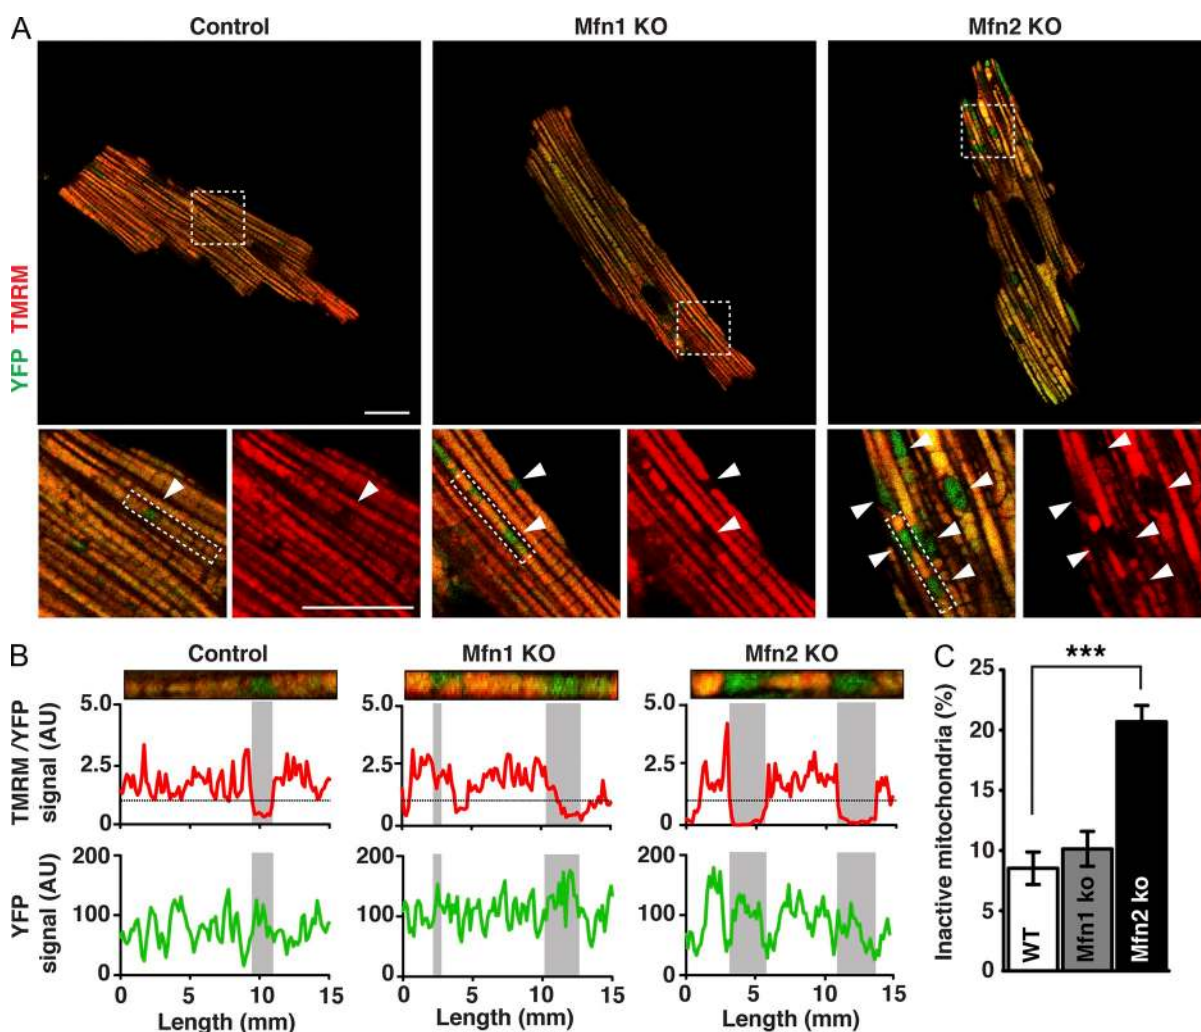 A
Control
Mfn1 KO
Mfn2 KO
YFP TMRM
B
Control
Mfn1 KO
Mfn2 KO
TMRM /YFP
signal (AU)
5.0
2.5
0
5.0
2.5
0
5.0
2.5
0
YFP
signal (AU)
200
100
0
200
100
0
200
100
0
0 5 10 15
0 5 10 15
0 5 10 15
Length (mm)
Length (mm)
Length (mm)
C
***
Inactive mitochondria (%)
25
20
15
10
5
0
WT
Mfn1 ko
Mfn2 ko